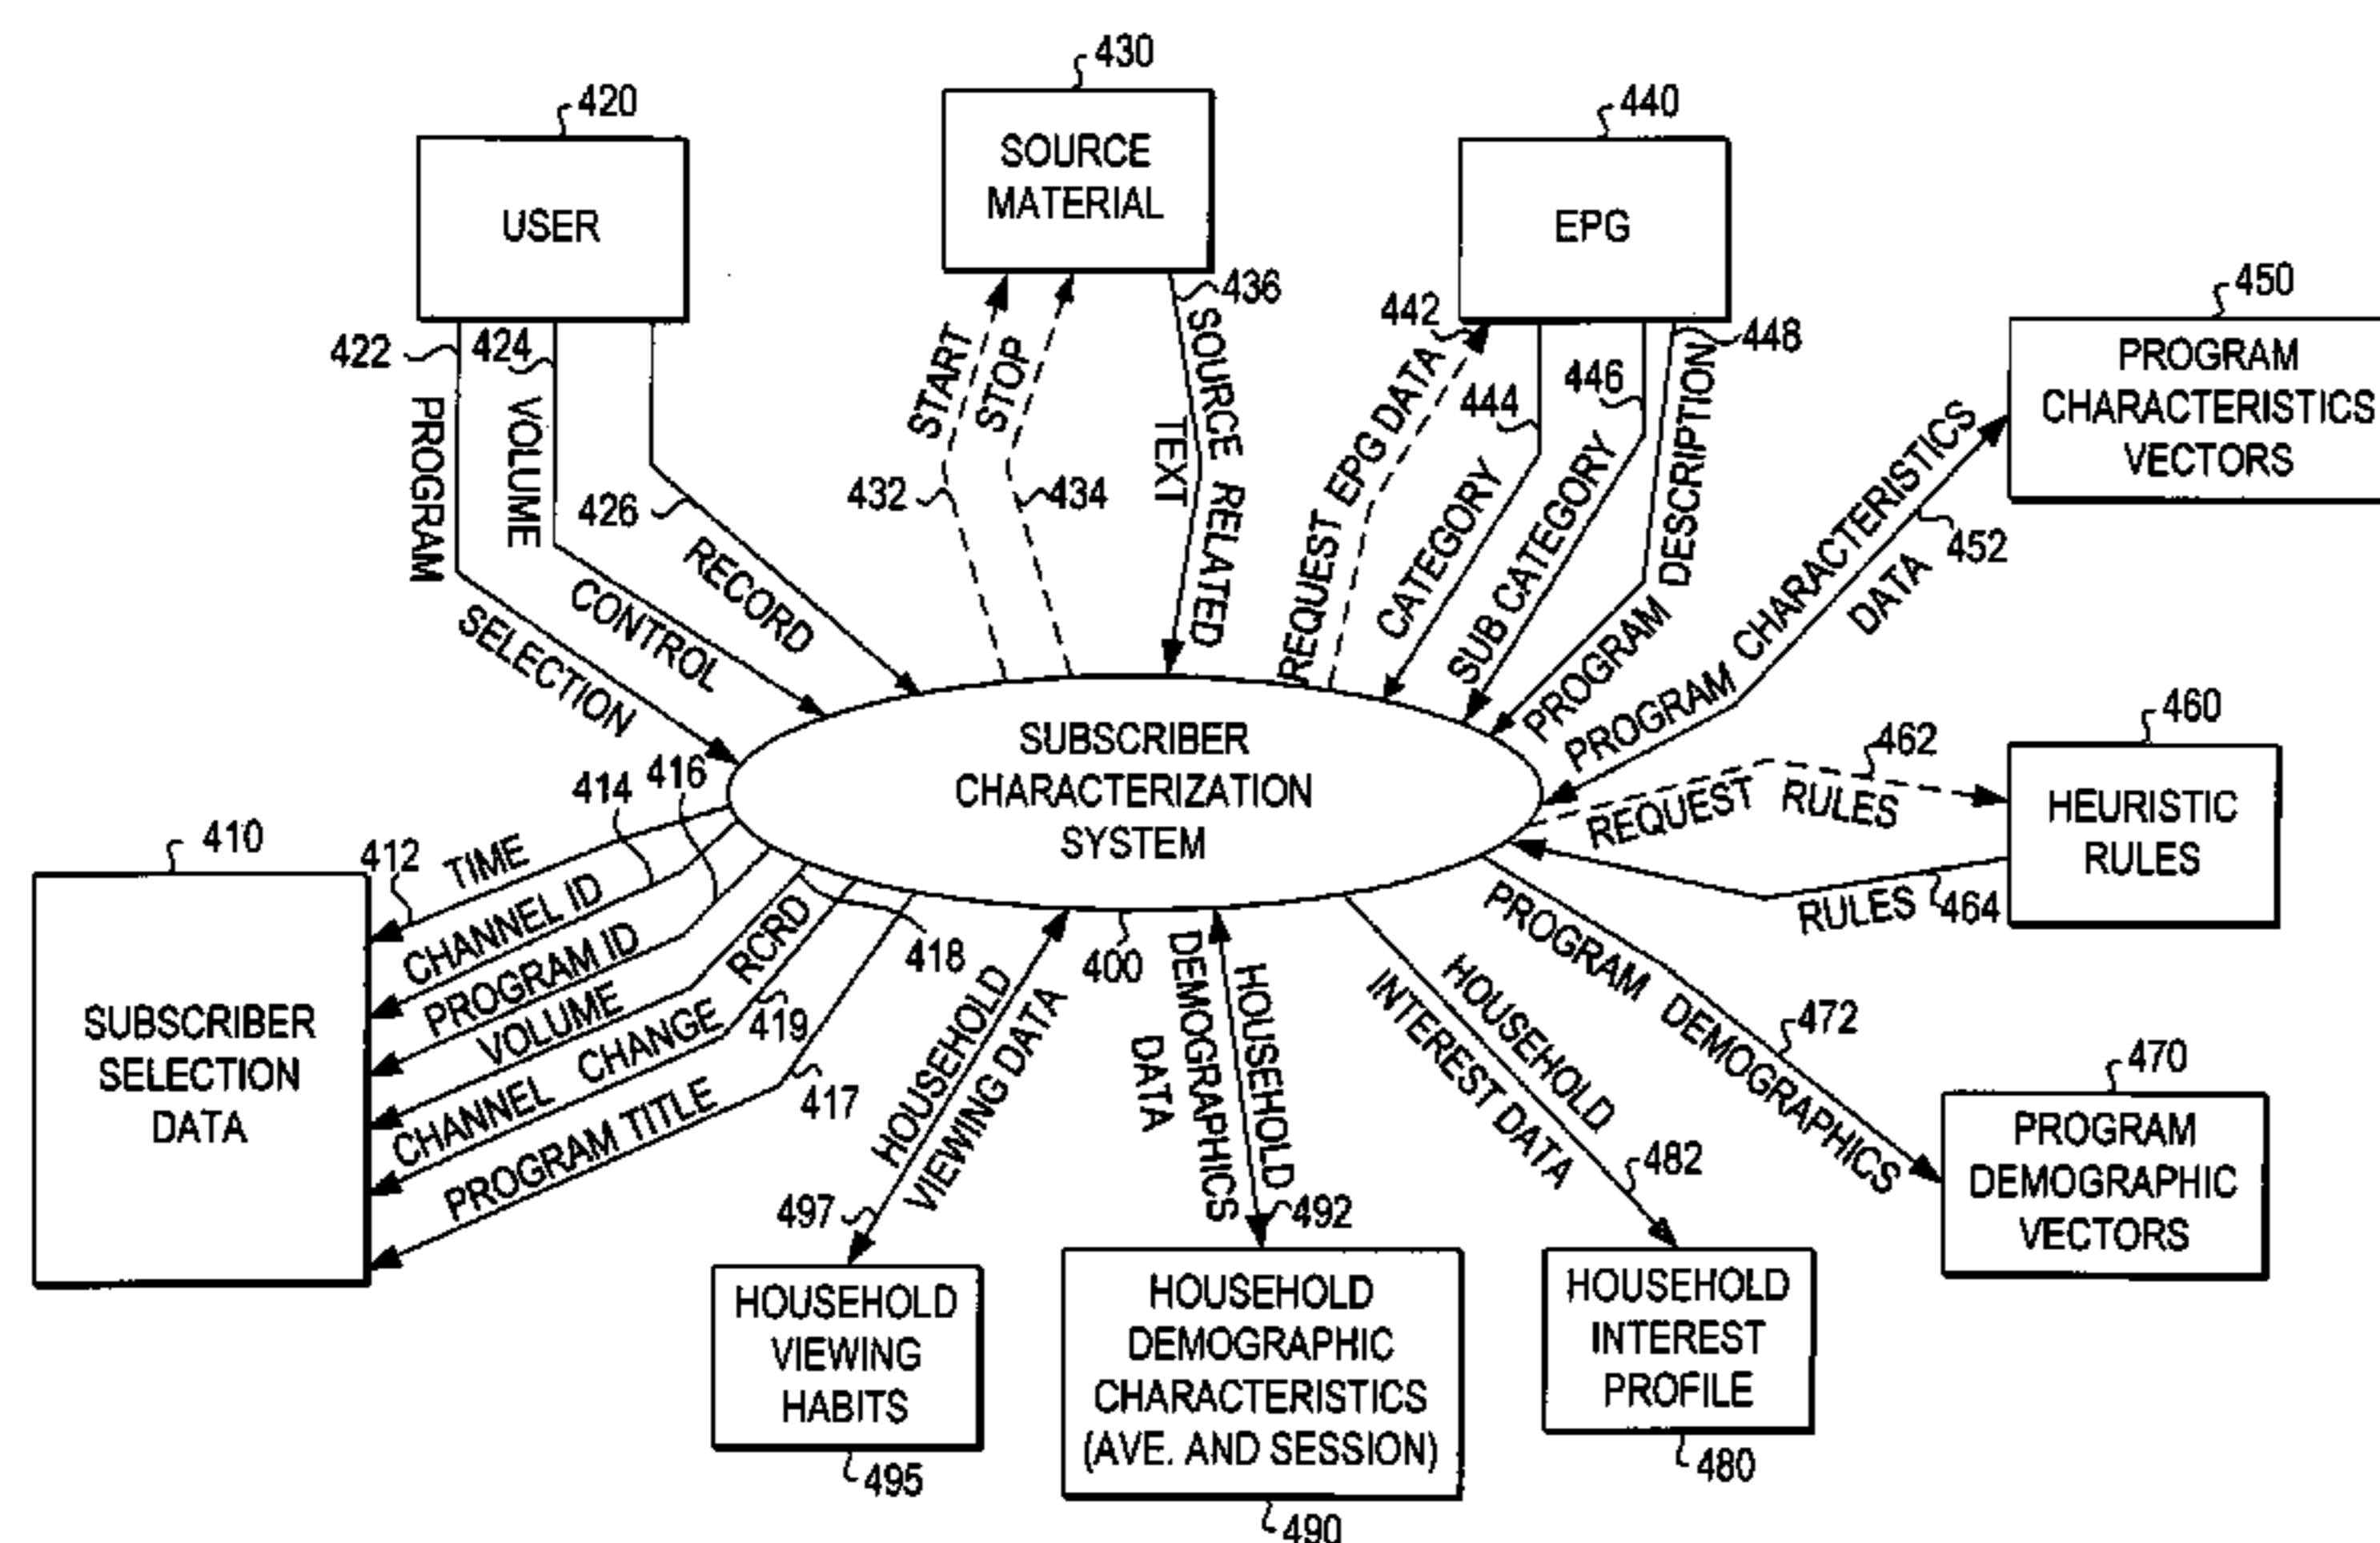 430
SOURCE
MATERIAL
420
USER
440
EPG
450
PROGRAM
CHARACTERISTICS
VECTORS
422
424
426
PROGRAM
SELECTION
VOLUME
CONTROL
RECORD
START
STOP
432
434
436
SOURCE RELATED
TEXT
442
REQUEST EPG DATA
444
CATEGORY
446
SUB CATEGORY
448
PROGRAM DESCRIPTION
PROGRAM CHARACTERISTICS
DATA
452
SUBSCRIBER
CHARACTERIZATION
SYSTEM
400
462
REQUEST RULES
RULES
464
460
HEURISTIC
RULES
410
SUBSCRIBER
SELECTION
DATA
412
TIME
414
CHANNEL ID
416
PROGRAM ID
VOLUME
RCRD
418
CHANNEL CHANGE
419
PROGRAM TITLE
417
HOUSEHOLD
VIEWING DATA
497
HOUSEHOLD
DEMOGRAPHICS
DATA
492
HOUSEHOLD
INTEREST DATA
482
PROGRAM DEMOGRAPHICS
472
470
PROGRAM
DEMOGRAPHIC
VECTORS
HOUSEHOLD
VIEWING
HABITS
495
HOUSEHOLD
DEMOGRAPHIC
CHARACTERISTICS
(AVE. AND SESSION)
490
HOUSEHOLD
INTEREST
PROFILE
480